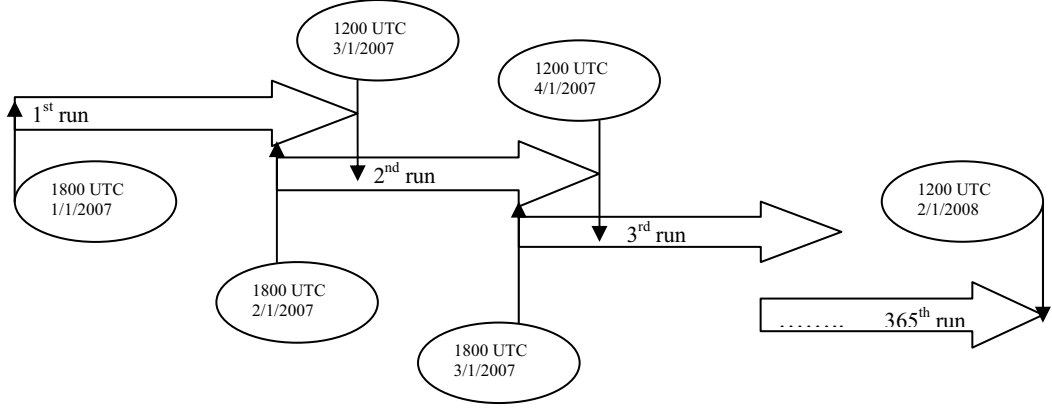 1200 UTC
3/1/2007
1200 UTC
4/1/2007
1st run
2nd run
1800 UTC
1/1/2007
1200 UTC
2/1/2008
3rd run
1800 UTC
2/1/2007
........ 365th run
1800 UTC
3/1/2007